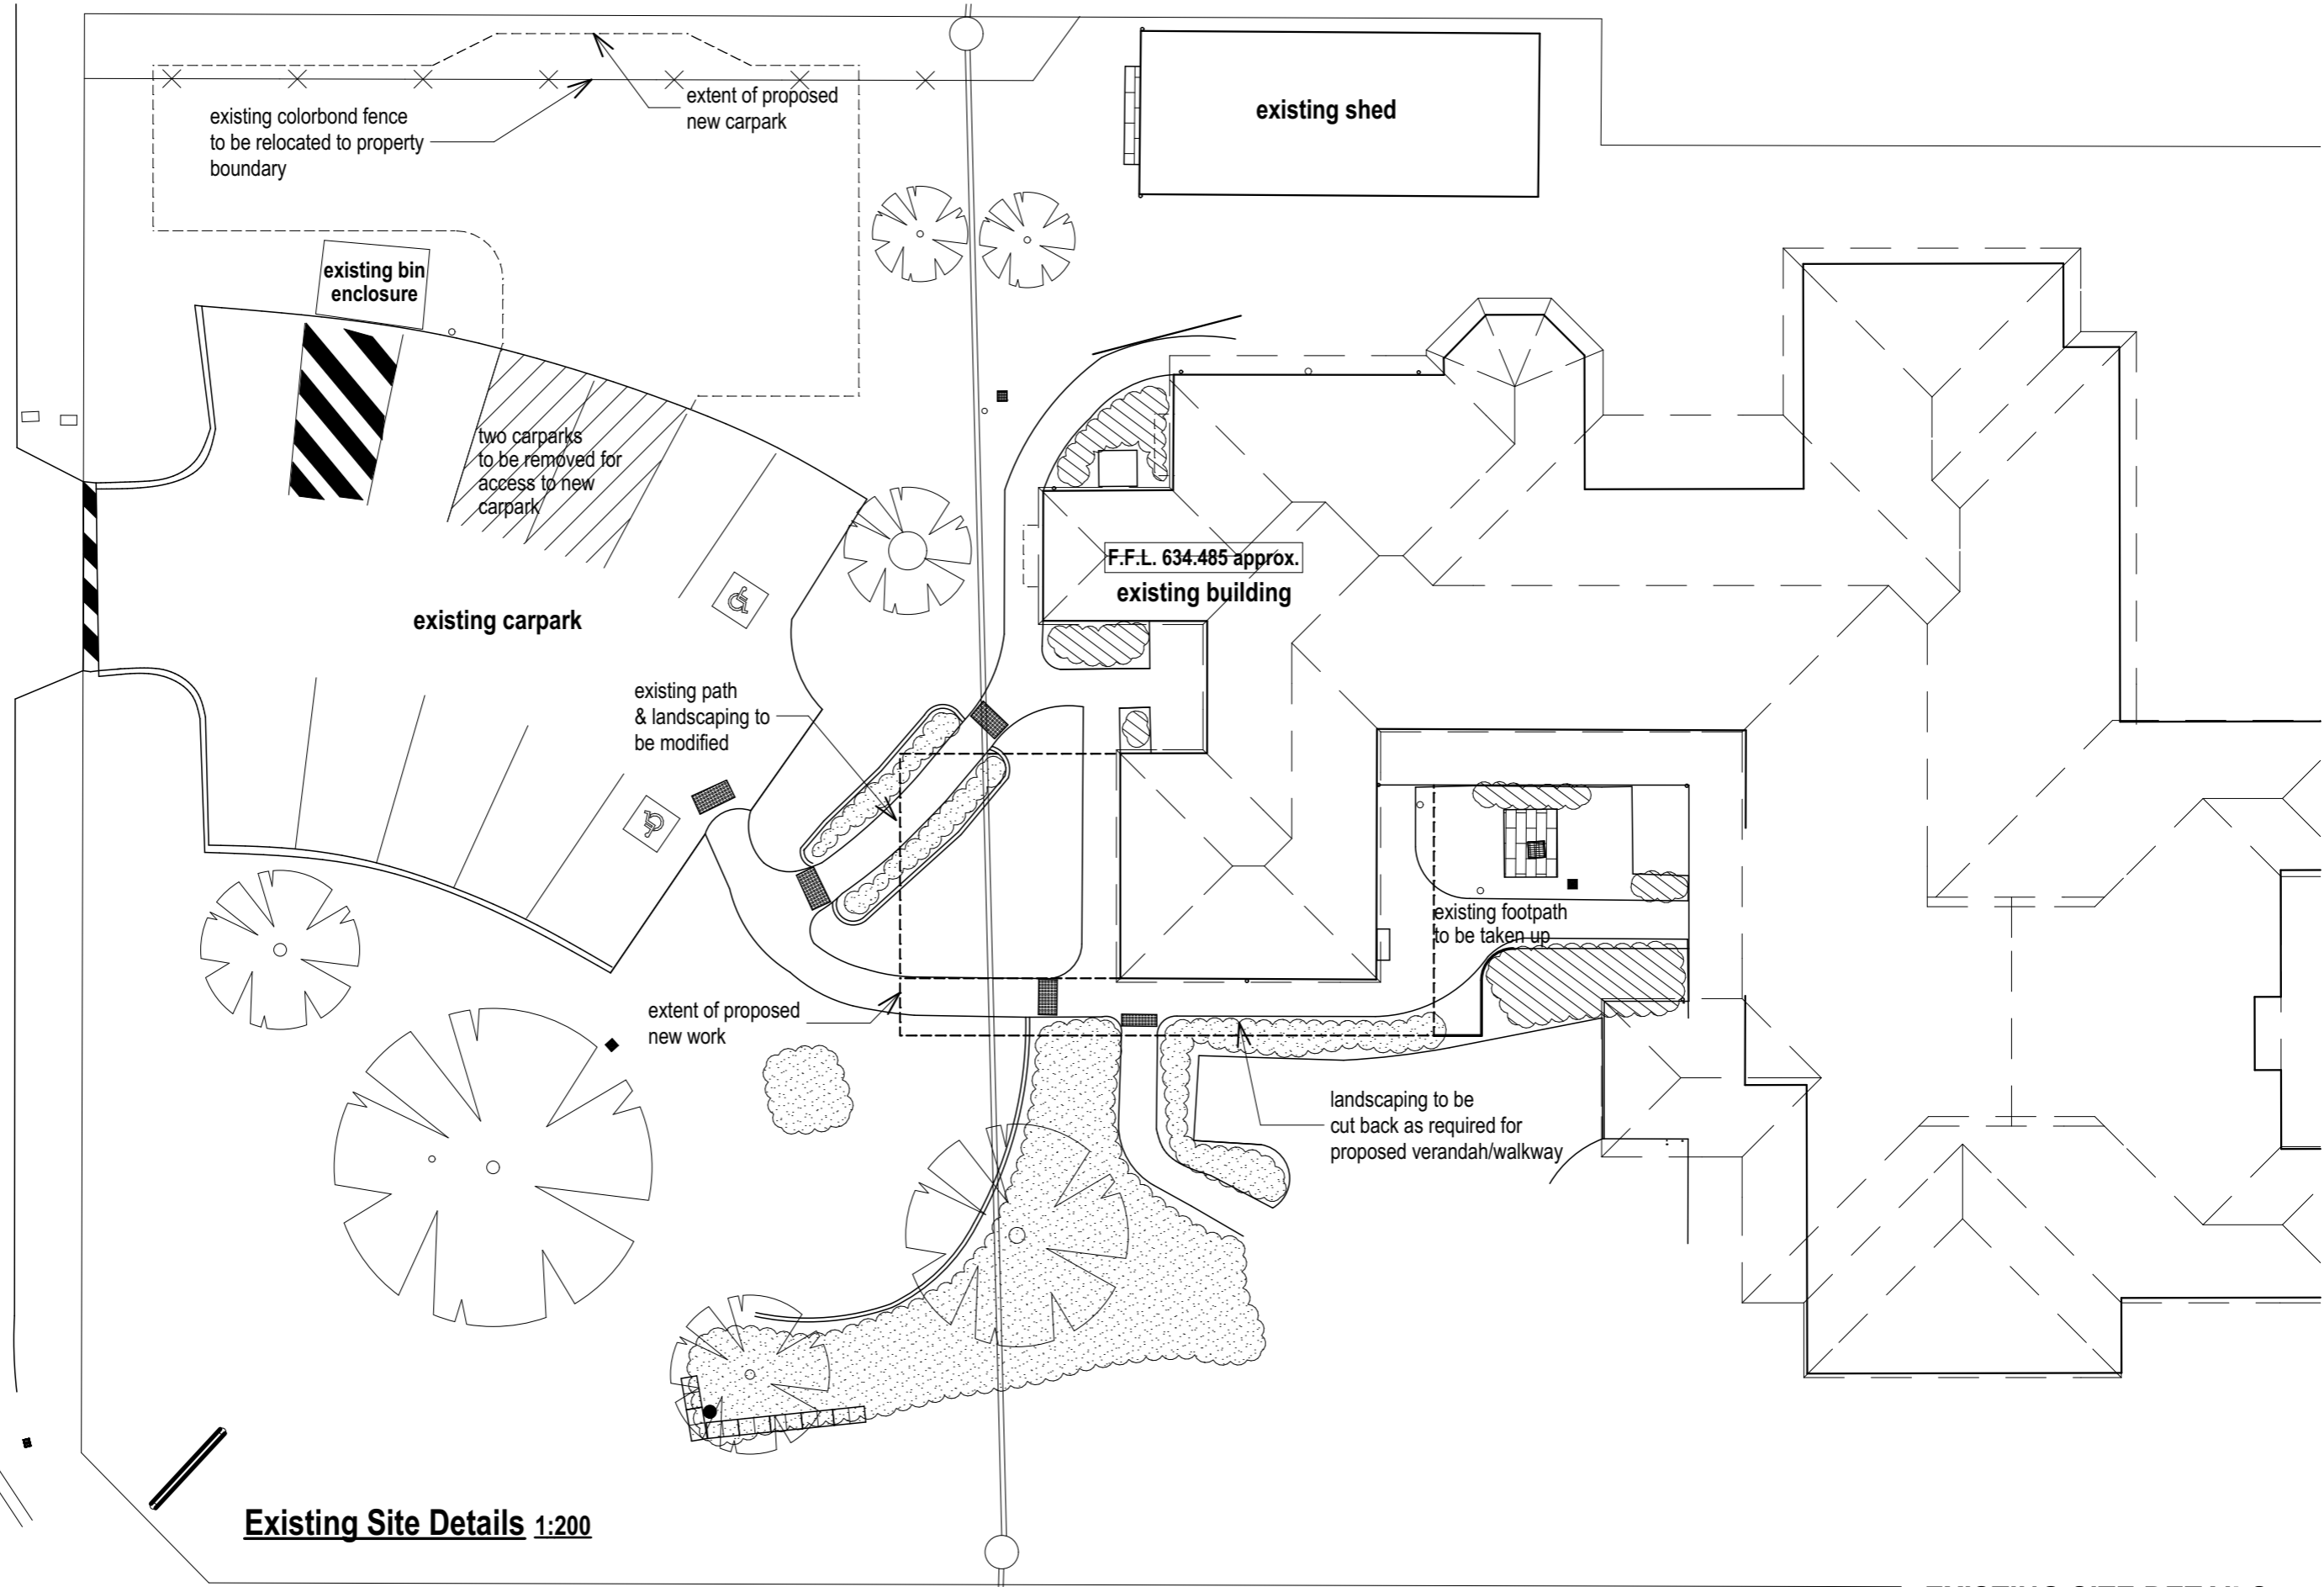 extent of proposed
new carpark
existing colorbond fence
to be relocated to property
boundary
existing shed
existing bin
enclosure
two carparks
to be removed for
access to new
carpark
F.F.L. 634.485 approx.
existing building
existing carpark
existing path
& landscaping to
be modified
existing footpath
to be taken up
extent of proposed
new work
landscaping to be
cut back as required for
proposed verandah/walkway
Existing Site Details 1:200
EXISTING SITE DETAILS